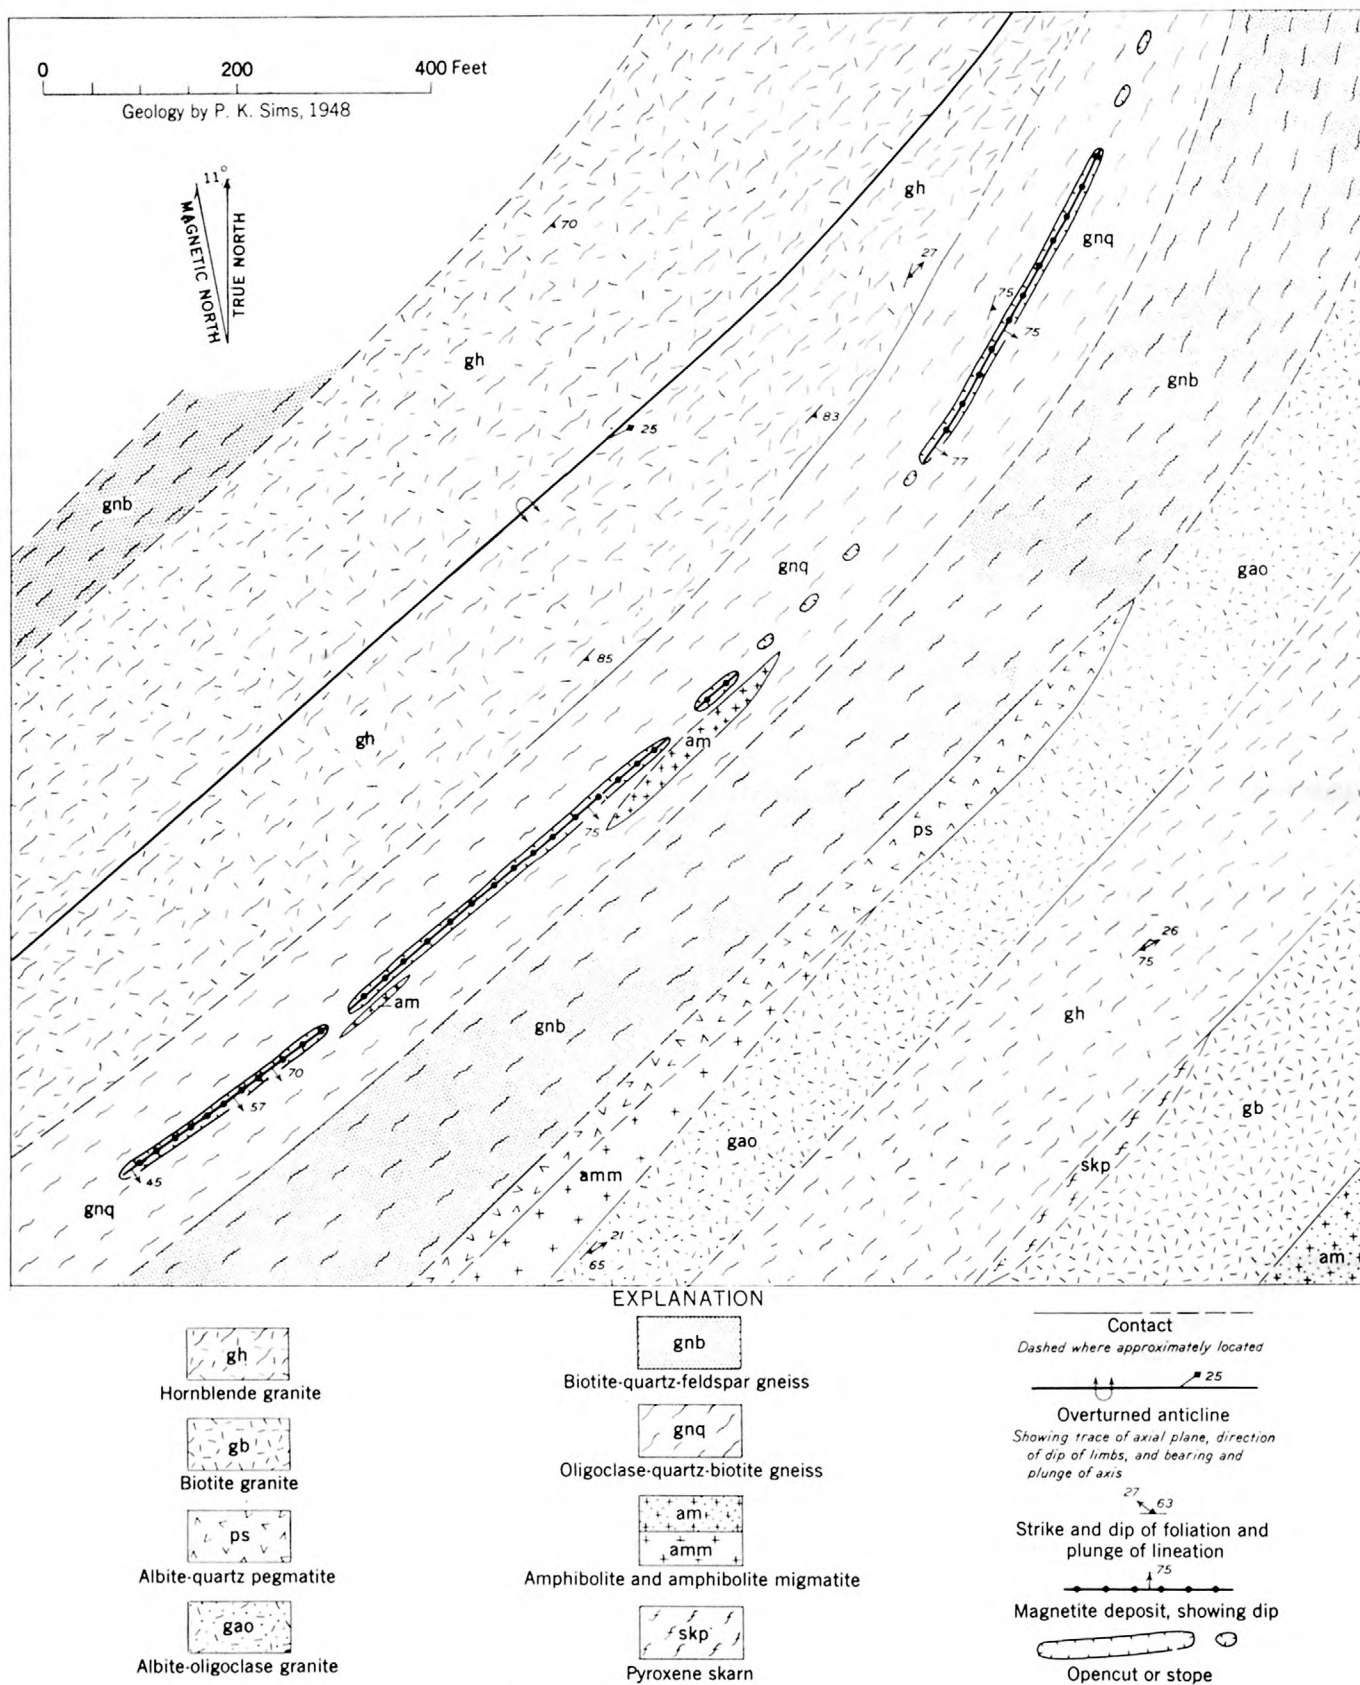 0 200 400 Feet
Geology by P. K. Sims, 1948
11°
MAGNETIC NORTH
TRUE NORTH
gh
70
27
gnq
75
75
gh
gnb
83
25
77
gnb
gnq
gao
85
gh
am
75
ps
26
75
am
gnb
gh
70
57
gb
gao
skp
amm
45
gnq
21
65
am
EXPLANATION
gh
Hornblende granite
gb
Biotite granite
ps
Albite-quartz pegmatite
gao
Albite-oligoclase granite
gnb
Biotite-quartz-feldspar gneiss
gnq
Oligoclase-quartz-biotite gneiss
am
amm
Amphibolite and amphibolite migmatite
skp
Pyroxene skarn
Contact
Dashed where approximately located
25
Overturned anticline
Showing trace of axial plane, direction
of dip of limbs, and bearing and
plunge of axis
27
63
Strike and dip of foliation and
plunge of lineation
75
Magnetite deposit, showing dip
Opencut or stope